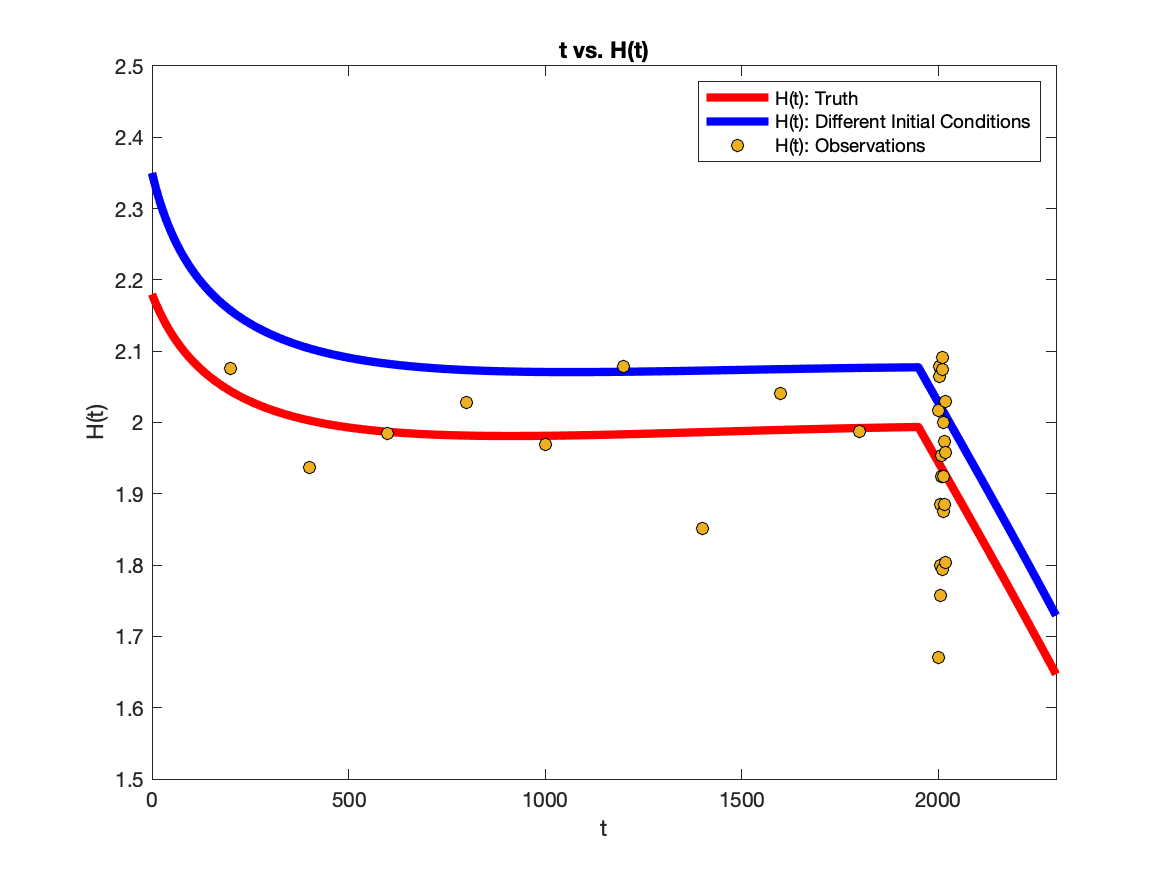 t vs. H(t)
H(t): Truth
H(t): Different Initial Conditions
H(t): Observations
H(t)
2.5
2.4
2.3
2.2
2.1
2
1.9
1.8
1.7
1.6
1.5
0 500 1000 1500 2000
t